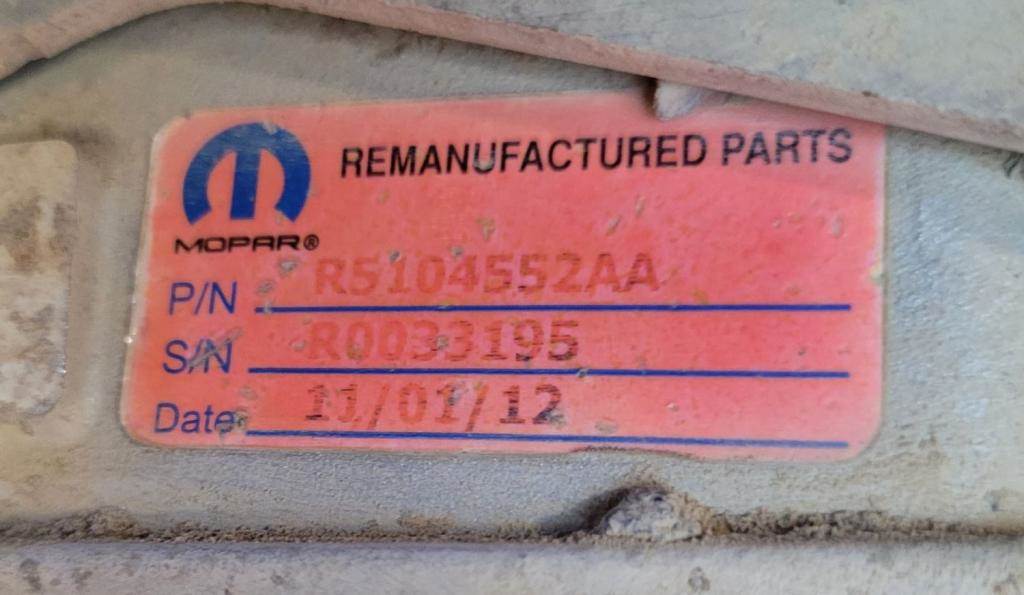 REMANUFACTURED PARTS
MOPAR®
P/N R5104552AA
S/N R0033195
Date 11/01/12